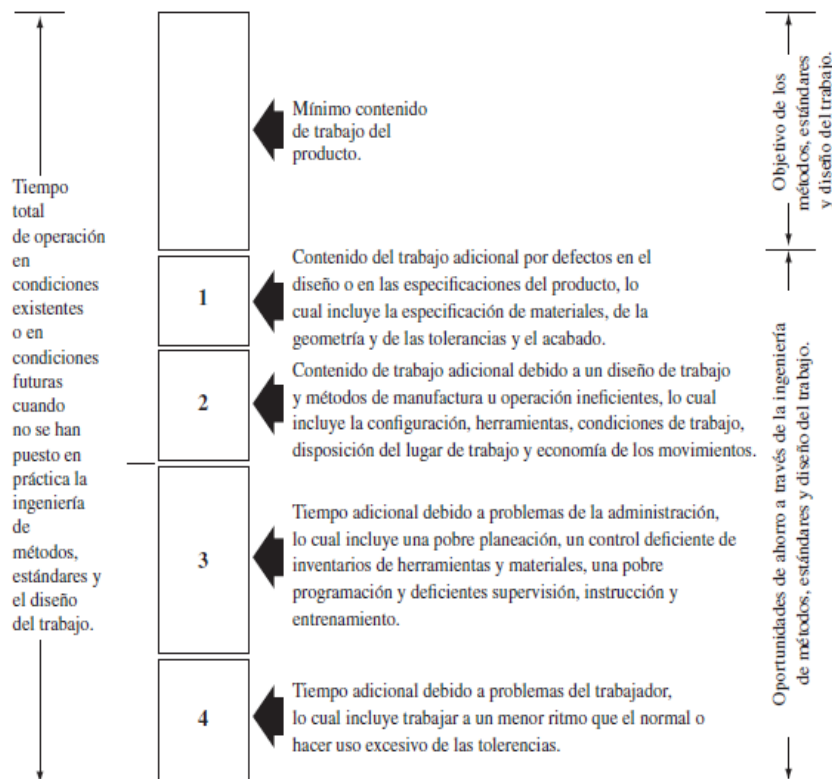 Tiempo
total
de operación
en
condiciones
existentes
o en
condiciones
futuras
cuando
no se han
puesto en
práctica la
ingeniería
de
métodos,
estándares y
el diseño
del trabajo.
Mínimo contenido
de trabajo del
producto.
1
Contenido del trabajo adicional por defectos en el
diseño o en las especificaciones del producto, lo
cual incluye la especificación de materiales, de la
geometría y de las tolerancias y el acabado.
2
Contenido de trabajo adicional debido a un diseño de trabajo
y métodos de manufactura u operación ineficientes, lo cual
incluye la configuración, herramientas, condiciones de trabajo,
disposición del lugar de trabajo y economía de los movimientos.
3
Tiempo adicional debido a problemas de la administración,
lo cual incluye una pobre planeación, un control deficiente de
inventarios de herramientas y materiales, una pobre
programación y deficientes supervisión, instrucción y
entrenamiento.
4
Tiempo adicional debido a problemas del trabajador,
lo cual incluye trabajar a un menor ritmo que el normal o
hacer uso excesivo de las tolerencias.
Objetivo de los
métodos, estándares
y diseño del trabajo.
Oportunidades de ahorro a través de la ingeniería
de métodos, estándares y diseño del trabajo.